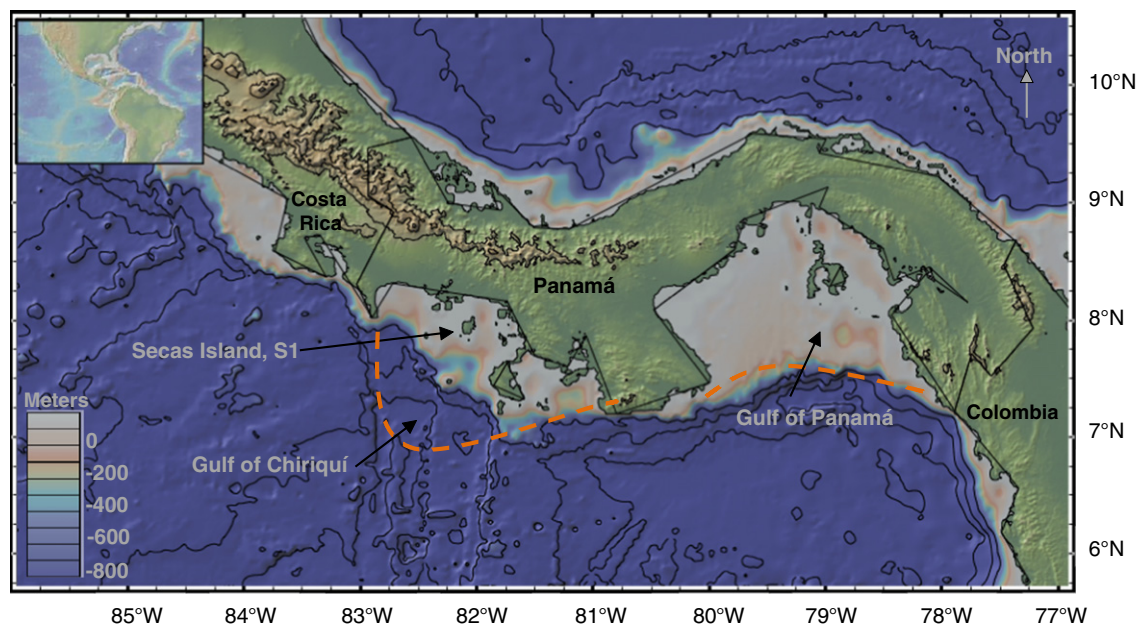 North
10°N
9°N
8°N
7°N
6°N
Costa
Rica
Panamá
Secas Island, S1
Gulf of Panamá
Colombia
Gulf of Chiriquí
Meters
0
-200
-400
-600
-800
85°W
84°W
83°W
82°W
81°W
80°W
79°W
78°W
77°W